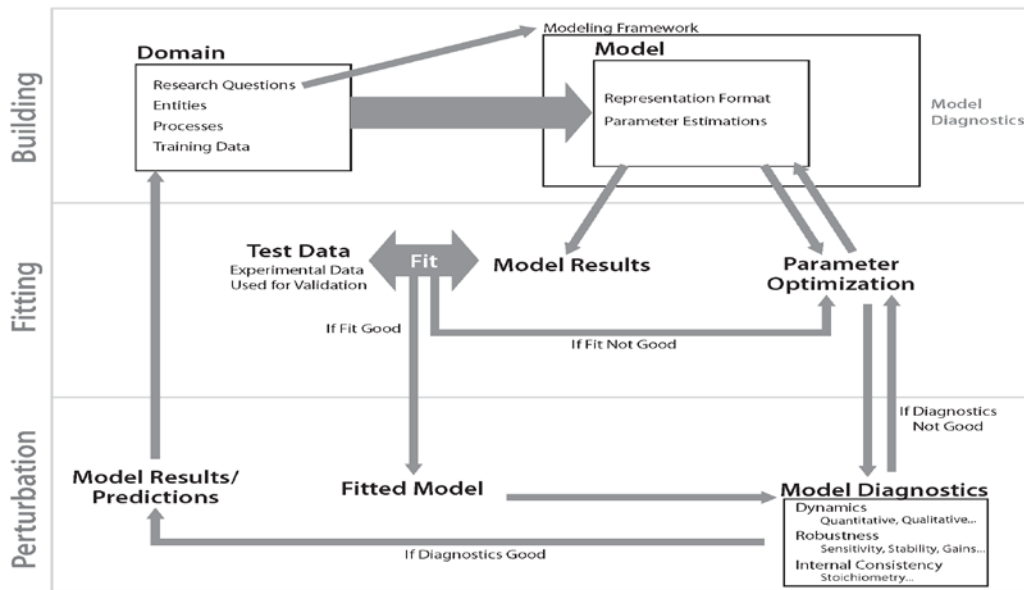 Building
Domain
Research Questions
Entities
Processes
Training Data
Modeling Framework
Model
Representation Format
Parameter Estimations
Model
Diagnostics
Fitting
Test Data
Experimental Data
Used for Validation
Fit
Model Results
Parameter
Optimization
If Fit Good
If Fit Not Good
Perturbation
Model Results/
Predictions
Fitted Model
If Diagnostics
Not Good
Model Diagnostics
Dynamics
Quantitative, Qualitative...
Robustness
Sensitivity, Stability, Gains...
Internal Consistency
Stoichiometry...
If Diagnostics Good